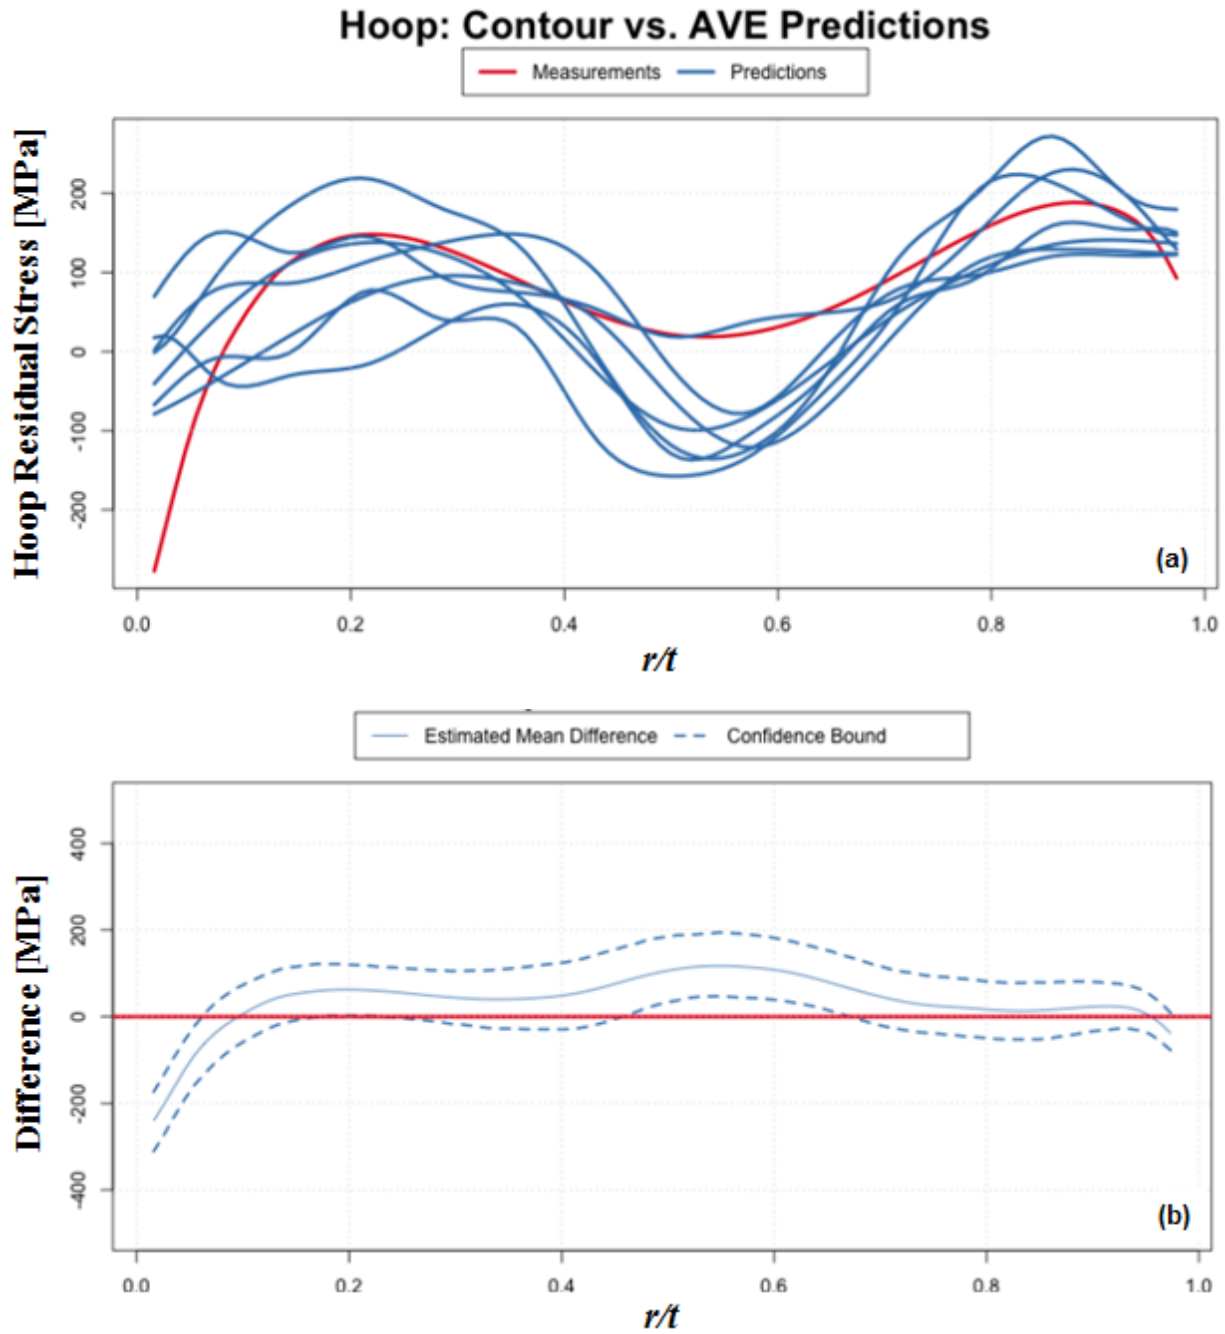 Hoop: Contour vs. AVE Predictions
Measurements Predictions
Hoop Residual Stress [MPa]
200
100
0
-100
-200
(a)
0.0 0.2 0.4 0.6 0.8 1.0
r/t
Estimated Mean Difference Confidence Bound
Difference [MPa]
400
200
0
-200
-400
(b)
0.0 0.2 0.4 0.6 0.8 1.0
r/t